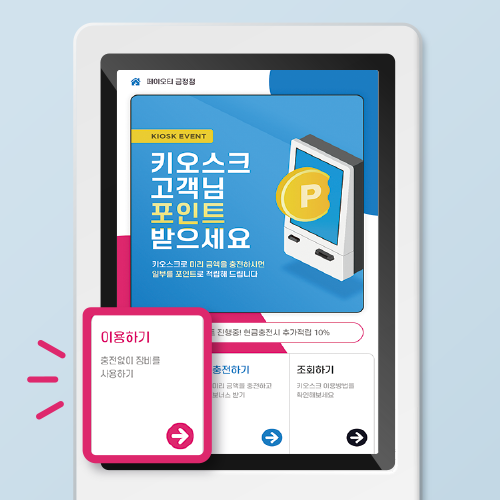 페이오티 금정점
KIOSK EVENT
키오스크
고객님
포인트
받으세요
키오스크로 미리 금액을 충전하시면
일부를 포인트로 적립해 드립니다
P
진행중! 현금충전시 추가적립 10%
이용하기
충전없이 장비를
사용하기
충전하기
미리 금액을 충전하고
보너스 받기
조회하기
키오스크 이용방법을
확인해보세요